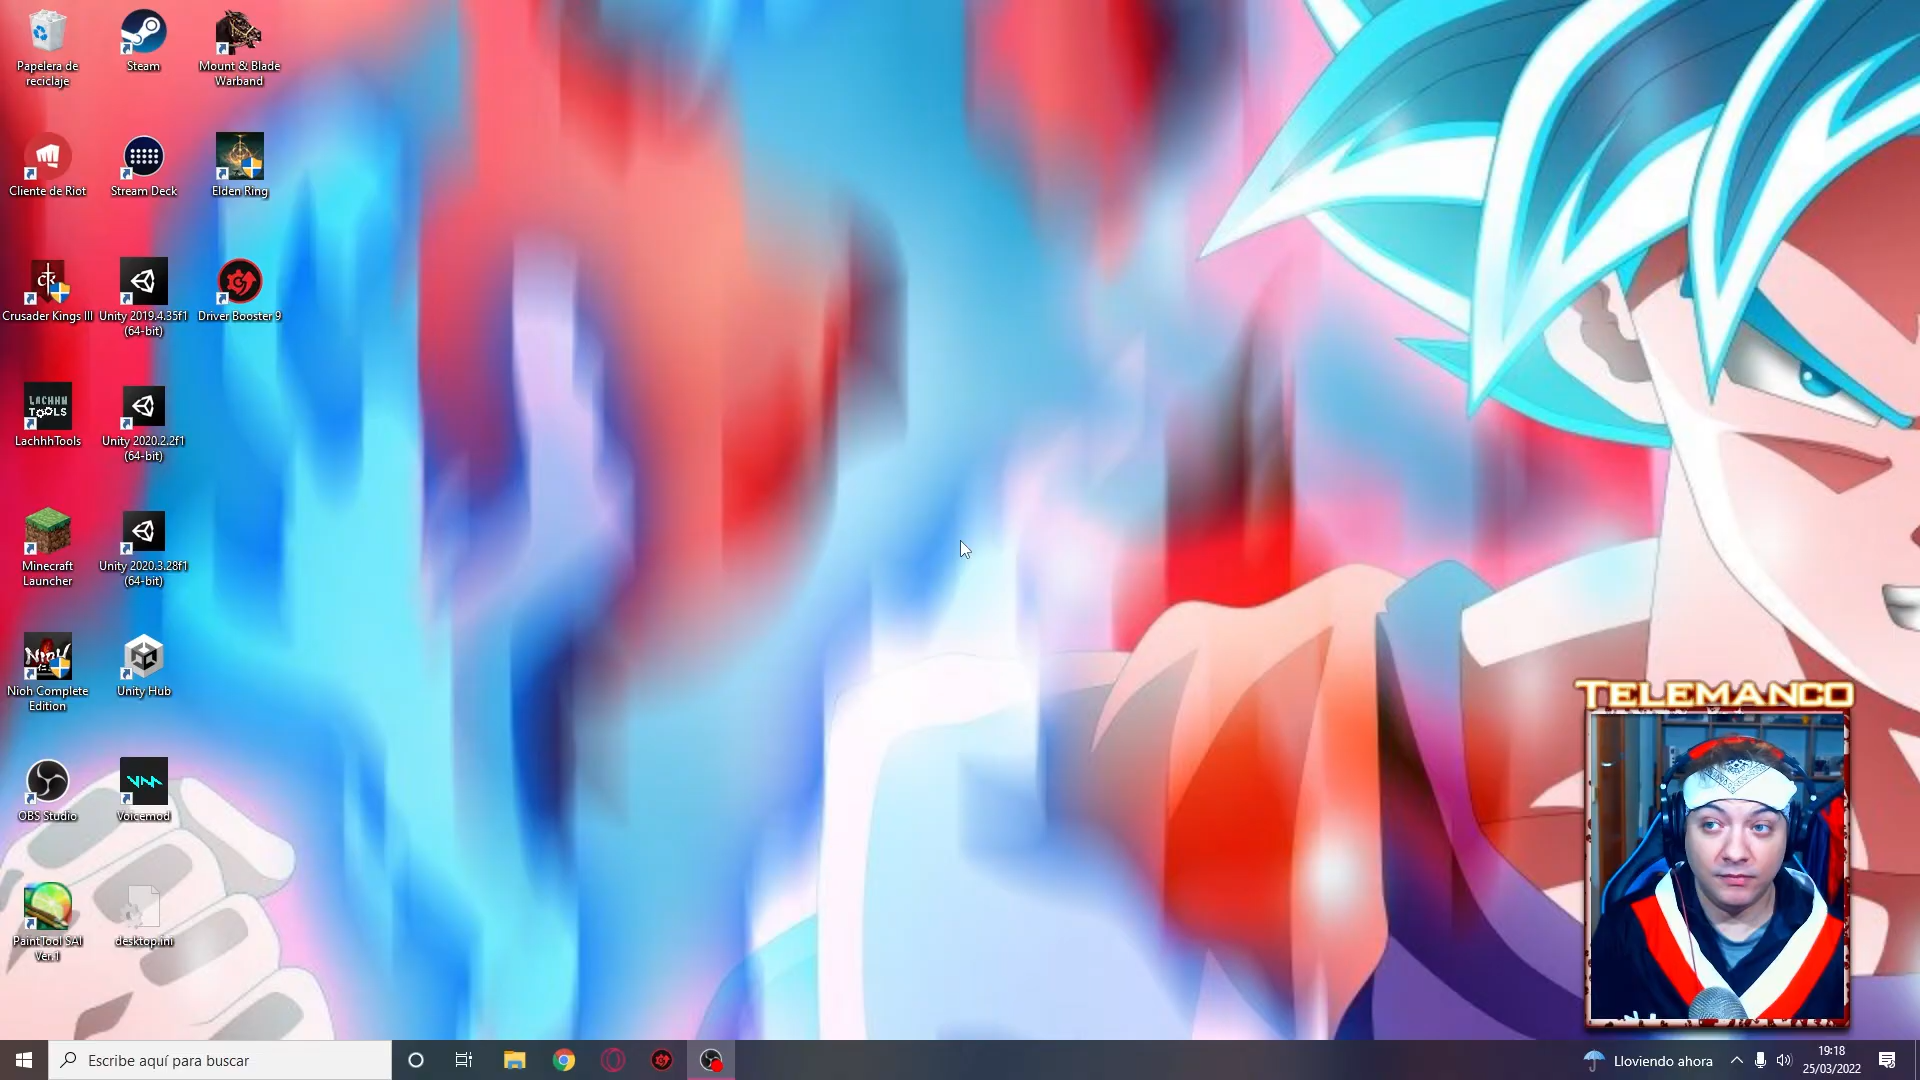 Papelera de
reciclaje
Steam
Mount & Blade
Warband
Cliente de Riot
Stream Deck
Elden Ring
Crusader Kings III
Unity 2019.4.35f1
(64-bit)
Driver Booster 9
LACHHH
TOOLS
LachhhTools
Unity 2020.2.2f1
(64-bit)
Minecraft
Launcher
Unity 2020.3.28f1
(64-bit)
NIOH
Nioh Complete
Edition
Unity Hub
OBS Studio
Voicemod
PaintTool SAI
Ver.1
desktop.ini
TELEMANCO
Escribe aquí para buscar
Lloviendo ahora
19:18
25/03/2022